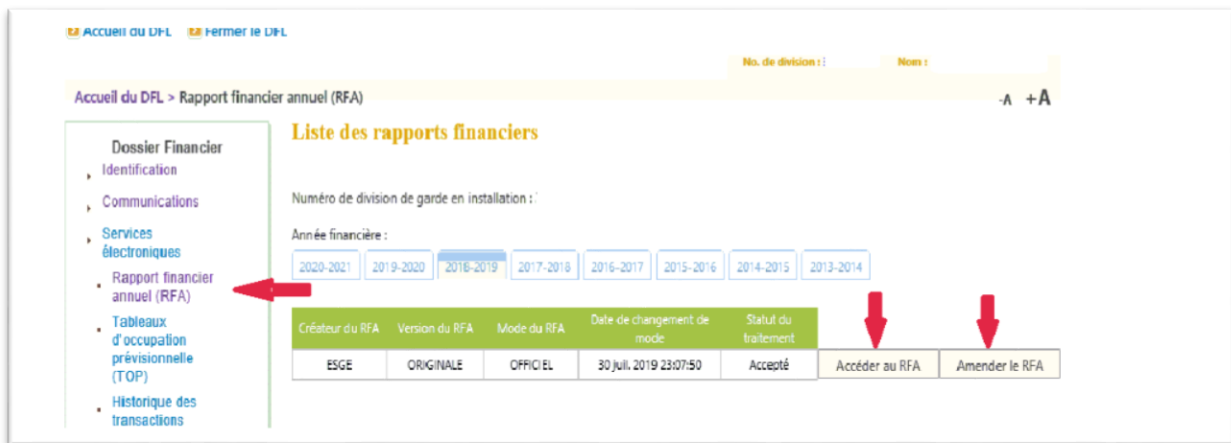 Accueil du DFL Fermer le DFL
No. de division : Nom :
Accueil du DFL > Rapport financier annuel (RFA)
-A +A
Dossier Financier
Identification
Communications
Services
électroniques
Rapport financier
annuel (RFA)
Tableaux
d'occupation
prévisionnelle
(TOP)
Historique des
transactions
Liste des rapports financiers
Numéro de division de garde en installation :
Année financière :
2020-2021 2019-2020 2018-2019 2017-2018 2016-2017 2015-2016 2014-2015 2013-2014
Créateur du RFA Version du RFA Mode du RFA Date de changement de mode Statut du traitement
ESGE ORIGINALE OFFICIEL 30 juil. 2019 23:07:50 Accepté Accéder au RFA Amender le RFA